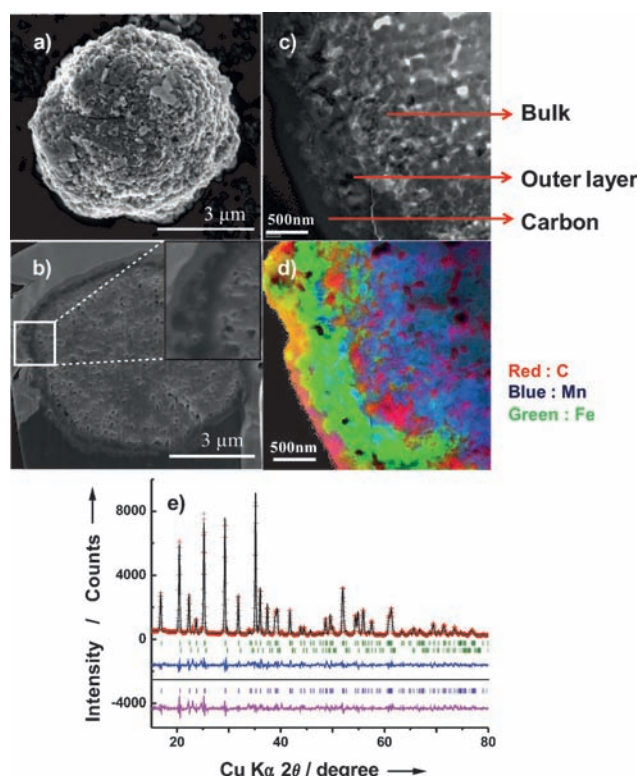 a)
3 μm
c)
Bulk
Outer layer
Carbon
500nm
b)
3 μm
d)
500nm
Red : C
Blue : Mn
Green : Fe
e)
8000
4000
0
-4000
Intensity / Counts
20
40
60
80
Cu Kα 2θ / degree